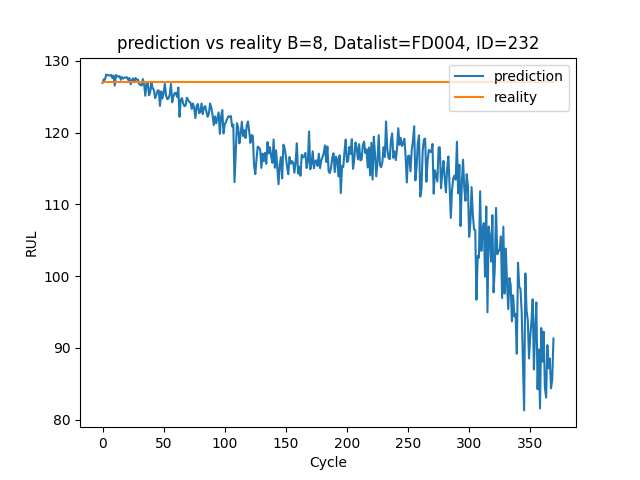 prediction vs reality B=8, Datalist=FD004, ID=232
prediction
reality
130
120
110
100
90
80
RUL
0 50 100 150 200 250 300 350
Cycle